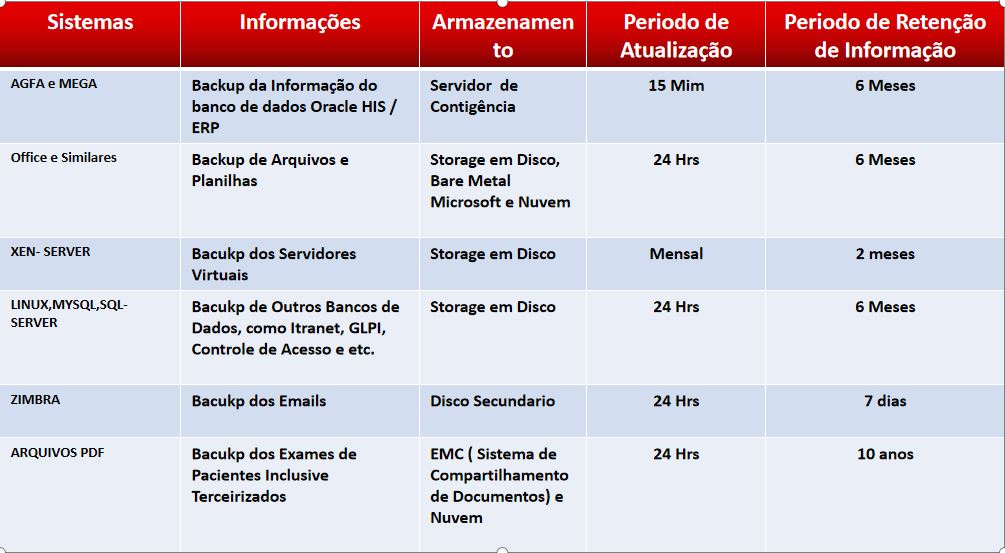 Sistemas
Informações
Armazenamen
to
Periodo de
Atualização
Periodo de Retenção
de Informação
AGFA e MEGA
Backup da Informação do
banco de dados Oracle HIS /
ERP
Servidor de
Contigência
15 Mim
6 Meses
Office e Similares
Backup de Arquivos e
Planilhas
Storage em Disco,
Bare Metal
Microsoft e Nuvem
24 Hrs
6 Meses
XEN- SERVER
Bacukp dos Servidores
Virtuais
Storage em Disco
Mensal
2 meses
LINUX,MYSQL,SQL-
SERVER
Bacukp de Outros Bancos de
Dados, como Itranet, GLPI,
Controle de Acesso e etc.
Storage em Disco
24 Hrs
6 Meses
ZIMBRA
Bacukp dos Emails
Disco Secundario
24 Hrs
7 dias
ARQUIVOS PDF
Bacukp dos Exames de
Pacientes Inclusive
Terceirizados
EMC ( Sistema de
Compartilhamento
de Documentos) e
Nuvem
24 Hrs
10 anos